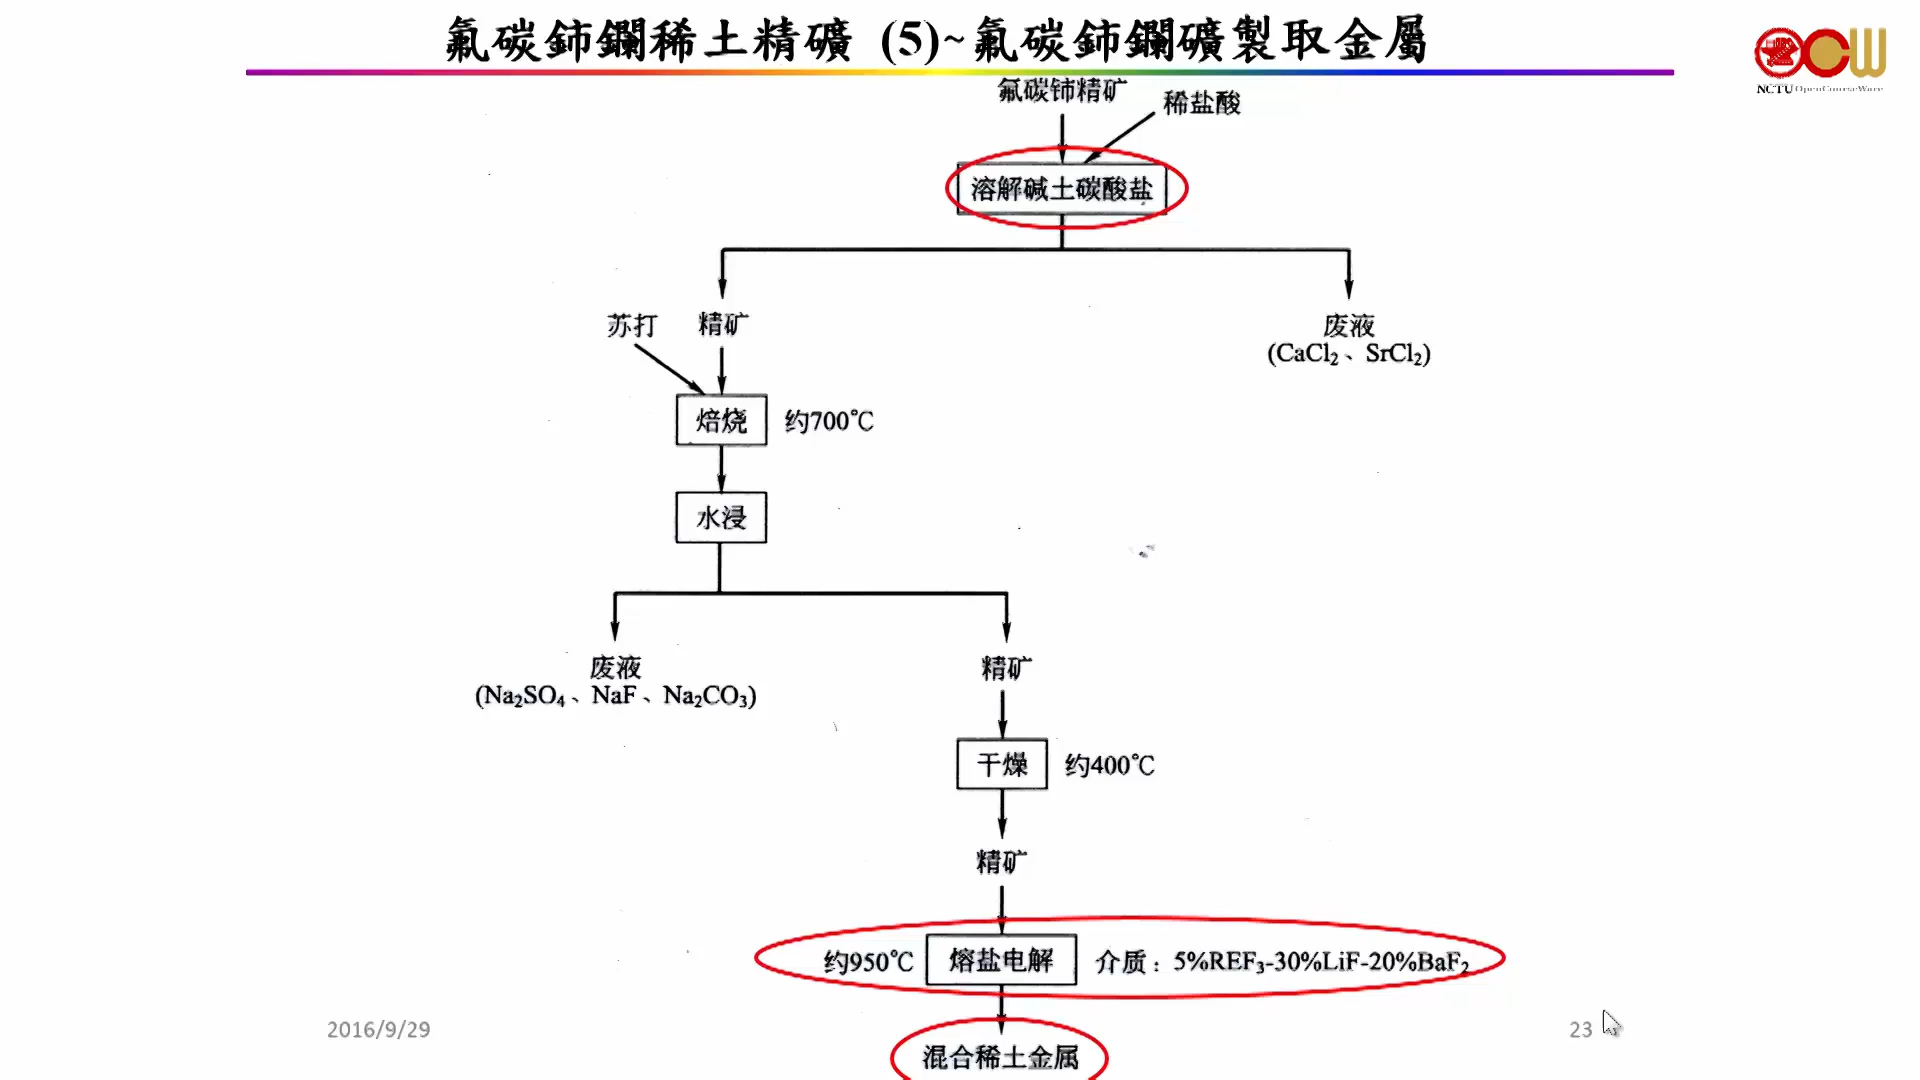 氟碳鈰鑭稀土精礦 (5)~氟碳鈰鑭礦製取金屬
NCTU OpenCourseWare
氟碳铈精矿
稀盐酸
溶解碱土碳酸盐
苏打
精矿
废液
(CaCl₂、SrCl₂)
焙烧
约700℃
水浸
废液
(Na₂SO₄、NaF、Na₂CO₃)
精矿
干燥
约400℃
精矿
约950℃
熔盐电解
介质：5%REF₃-30%LiF-20%BaF₂
混合稀土金属
2016/9/29
23